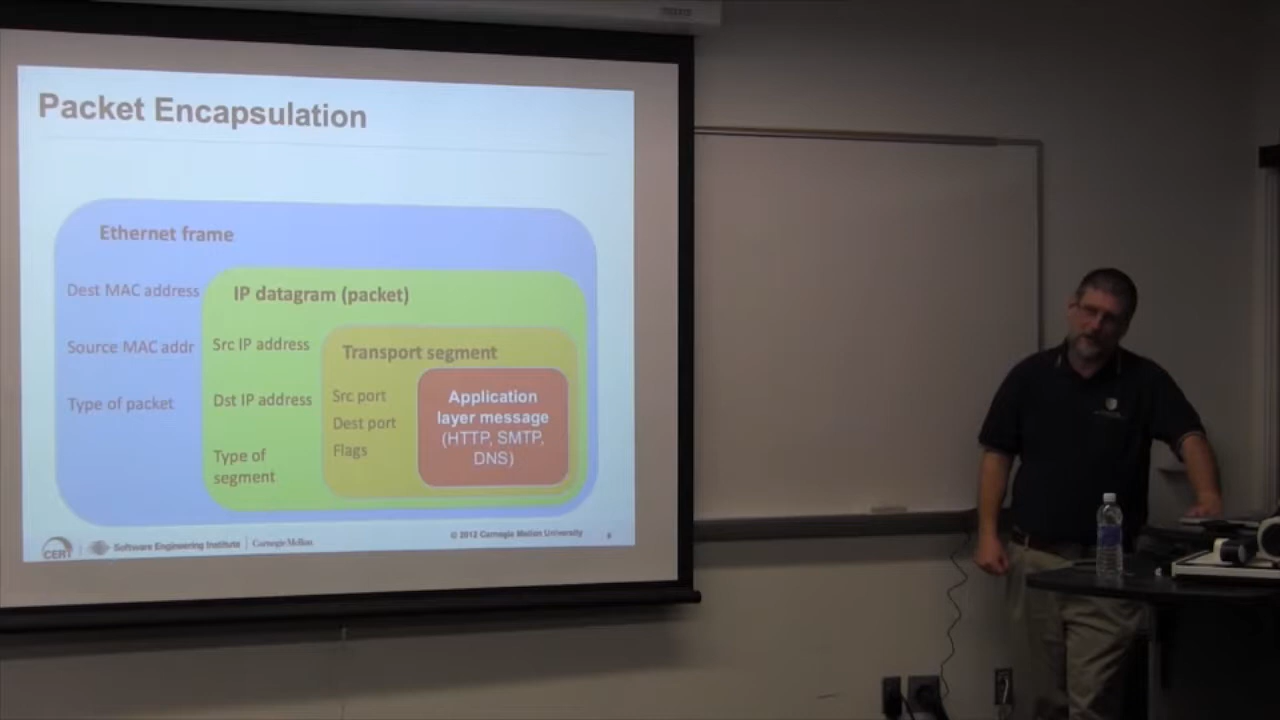 Packet Encapsulation
Ethernet frame
Dest MAC address
Source MAC addr
Type of packet
IP datagram (packet)
Src IP address
Dst IP address
Type of
segment
Transport segment
Src port
Dest port
Flags
Application
layer message
(HTTP, SMTP,
DNS)
CERT
Software Engineering Institute
Carnegie Mellon
© 2012 Carnegie Mellon University